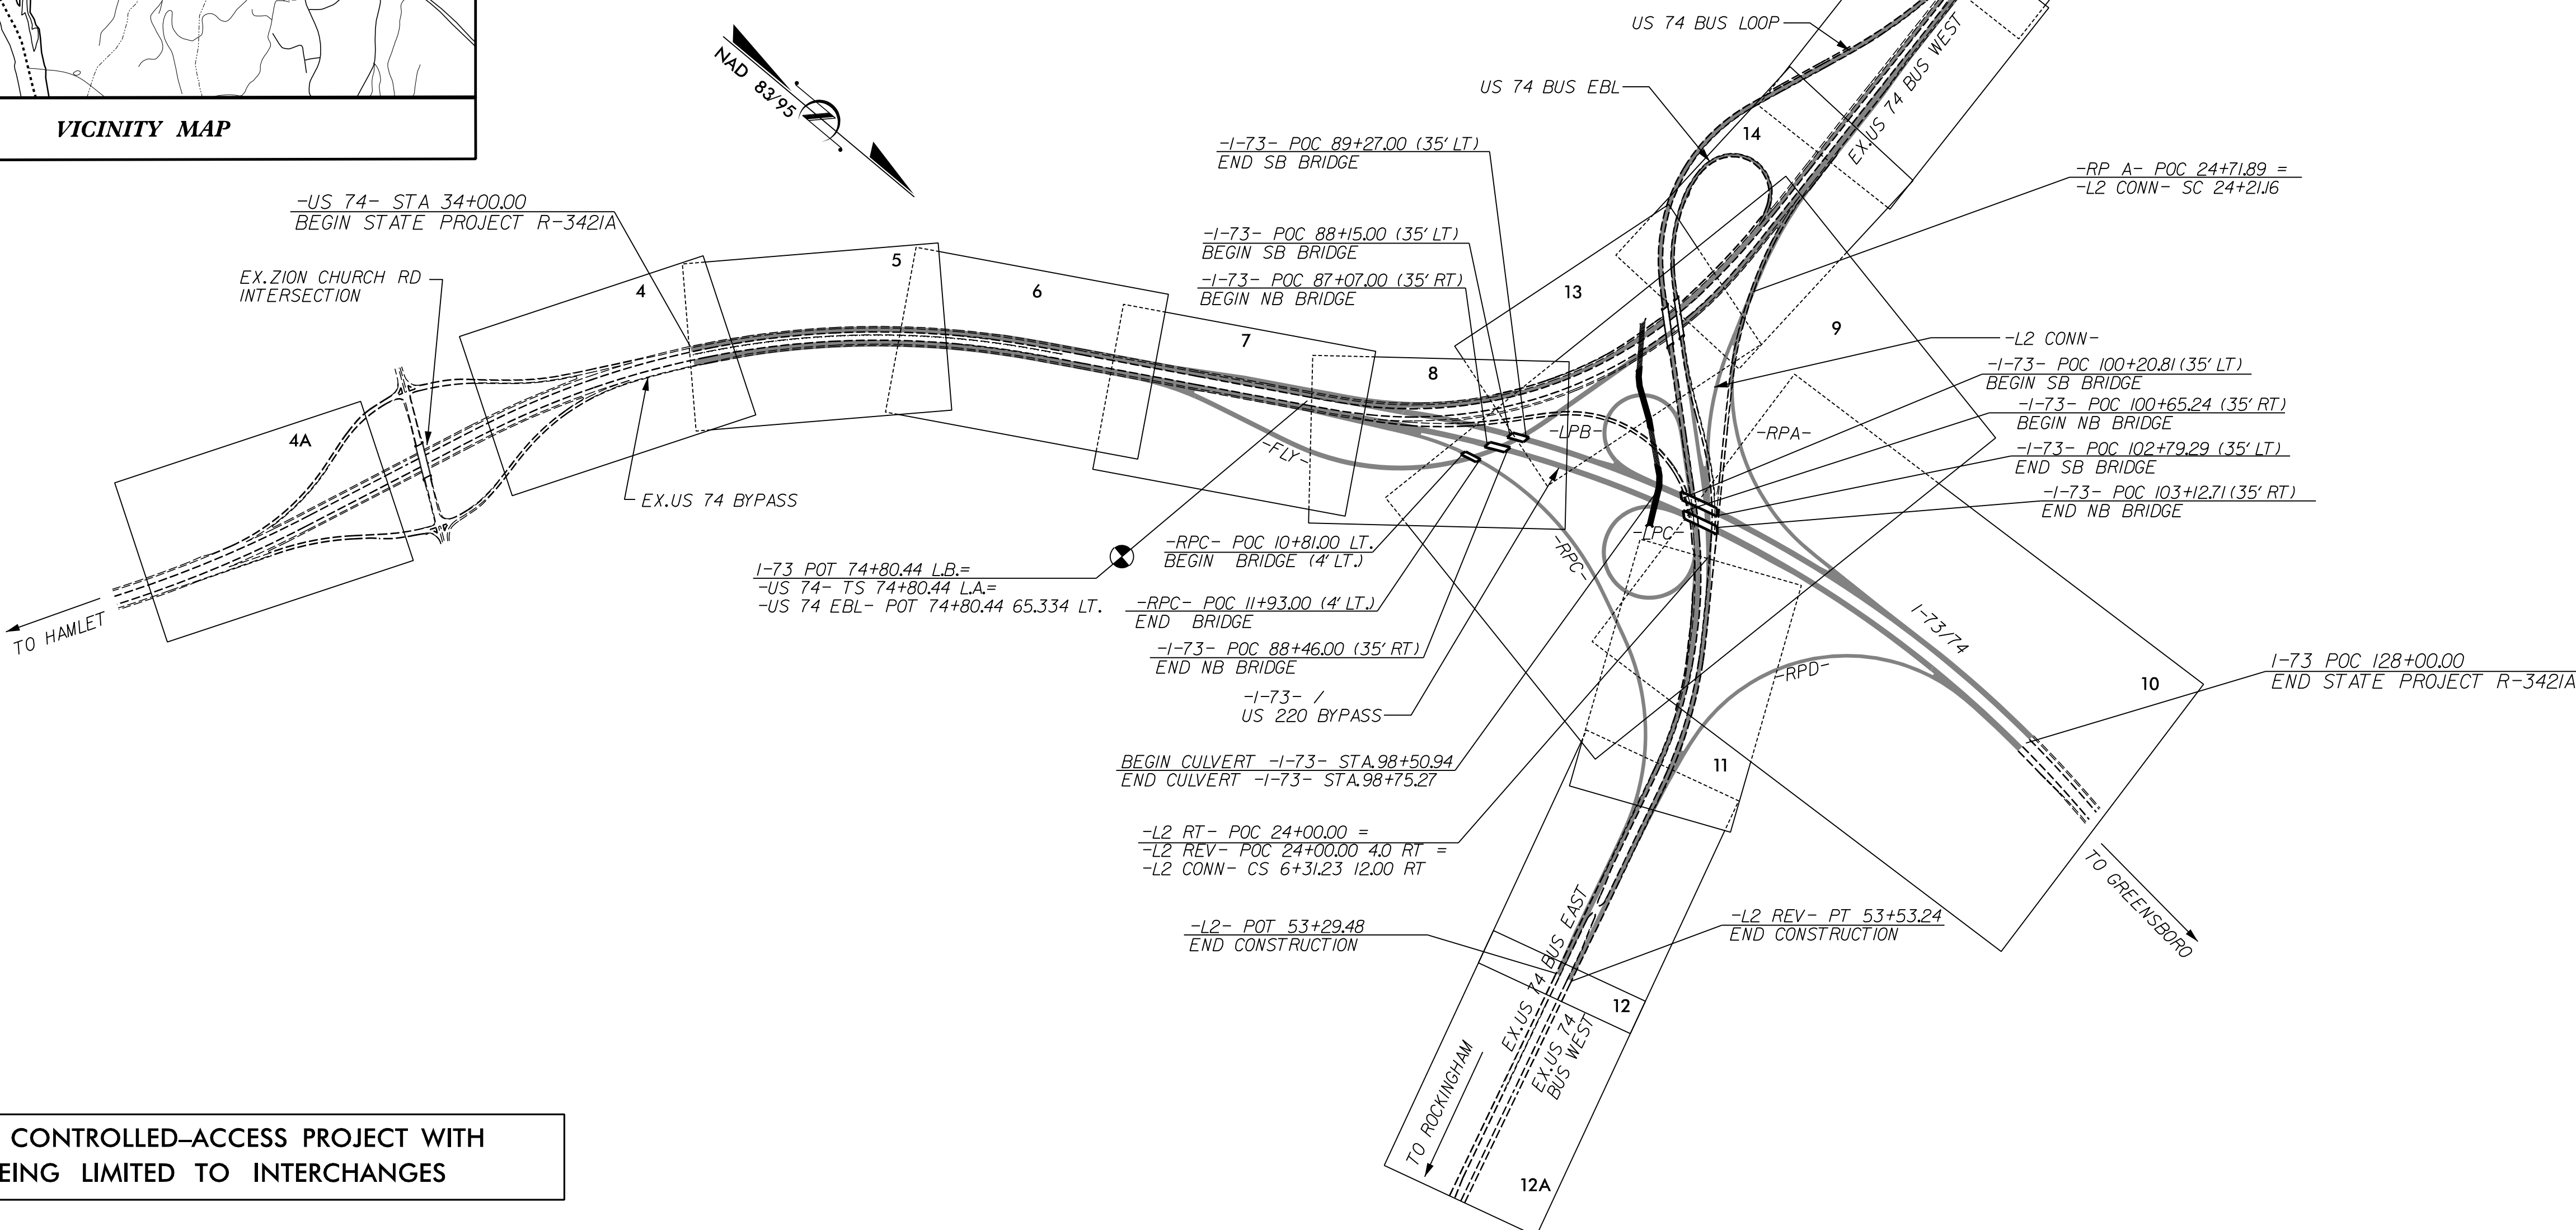 US 74 BUS LOOP
US 74 BUS EBL
EX. US 74 BUS WEST
NAD 83/95
VICINITY MAP
14
-I-73- POC 89+27.00 (35' LT)
END SB BRIDGE
-RP A- POC 24+71.89 =
-L2 CONN- SC 24+21.16
-US 74- STA 34+00.00
BEGIN STATE PROJECT R-3421A
-I-73- POC 88+15.00 (35' LT)
BEGIN SB BRIDGE
-I-73- POC 87+07.00 (35' RT)
BEGIN NB BRIDGE
EX. ZION CHURCH RD
INTERSECTION
4
5
6
7
8
13
9
-L2 CONN-
-I-73- POC 100+20.81 (35' LT)
BEGIN SB BRIDGE
-I-73- POC 100+65.24 (35' RT)
BEGIN NB BRIDGE
-I-73- POC 102+79.29 (35' LT)
END SB BRIDGE
-I-73- POC 103+12.71 (35' RT)
END NB BRIDGE
4A
-FLY-
-LPB-
-RPA-
-LPC-
-RPC-
EX. US 74 BYPASS
-RPC- POC 10+81.00 LT.
BEGIN BRIDGE (4' LT.)
I-73 POT 74+80.44 L.B.=
-US 74- TS 74+80.44 L.A.=
-US 74 EBL- POT 74+80.44 65.334 LT.
-RPC- POC 11+93.00 (4' LT.)
END BRIDGE
TO HAMLET
-I-73- POC 88+46.00 (35' RT)
END NB BRIDGE
I-73/74
-RPD-
I-73 POC 128+00.00
END STATE PROJECT R-3421A
10
-I-73- /
US 220 BYPASS
BEGIN CULVERT -I-73- STA. 98+50.94
END CULVERT -I-73- STA. 98+75.27
11
-L2 RT- POC 24+00.00 =
-L2 REV- POC 24+00.00 4.0 RT =
-L2 CONN- CS 6+31.23 12.00 RT
TO GREENSBORO
-L2- POT 53+29.48
END CONSTRUCTION
-L2 REV- PT 53+53.24
END CONSTRUCTION
EX. US 74 BUS EAST
12
EX. US 74
BUS WEST
TO ROCKINGHAM
12A
CONTROLLED-ACCESS PROJECT WITH
EING LIMITED TO INTERCHANGES